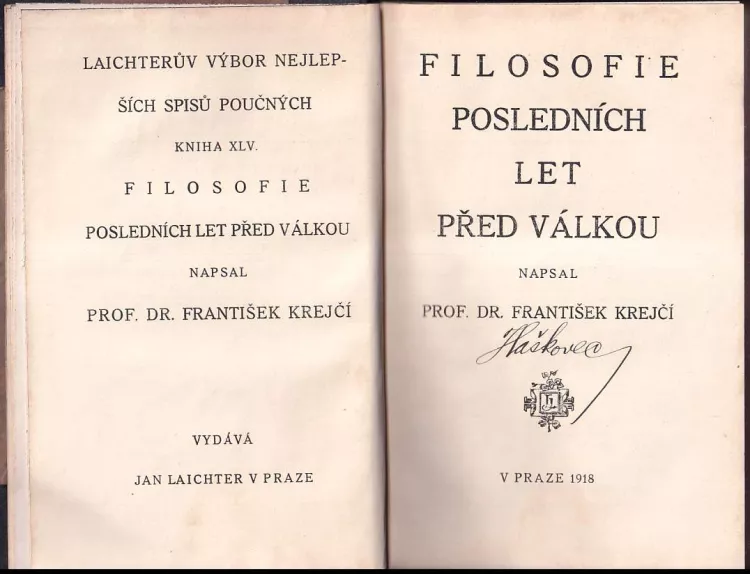 LAICHTERŮV VÝBOR NEJLEP-
ŠÍCH SPISŮ POUČNÝCH
KNIHA XLV.
FILOSOFIE
POSLEDNÍCH LET PŘED VÁLKOU
NAPSAL
PROF. DR. FRANTIŠEK KREJČÍ
VYDÁVÁ
JAN LAICHTER V PRAZE
FILOSOFIE
POSLEDNÍCH
LET
PŘED VÁLKOU
NAPSAL
PROF. DR. FRANTIŠEK KREJČÍ
Haškovec
V PRAZE 1918